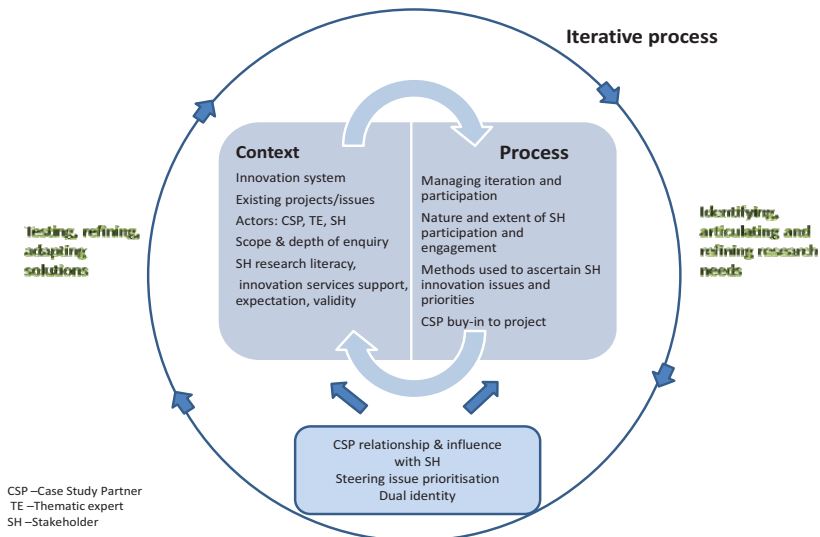 Iterative process
Context
Innovation system
Existing projects/issues
Actors: CSP, TE, SH
Scope & depth of enquiry
SH research literacy,
innovation services support,
expectation, validity
Process
Managing iteration and
participation
Nature and extent of SH
participation and
engagement
Methods used to ascertain SH
innovation issues and
priorities
CSP buy-in to project
Testing, refining,
adapting
solutions
Identifying,
articulating and
refining research
needs
CSP relationship & influence
with SH
Steering issue prioritisation
Dual identity
CSP –Case Study Partner
TE –Thematic expert
SH –Stakeholder